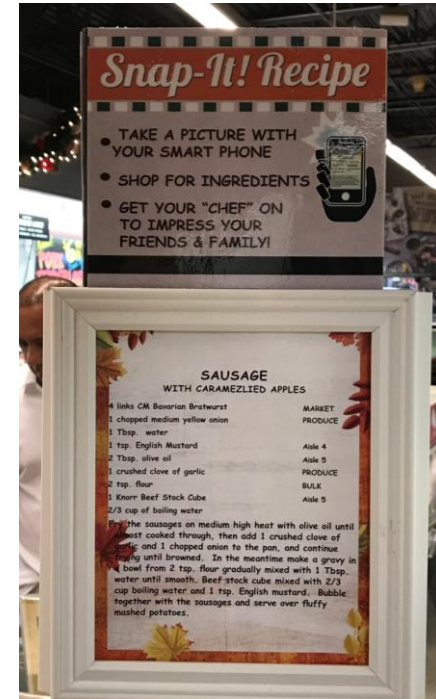 Snap-It! Recipe
• TAKE A PICTURE WITH
YOUR SMART PHONE
• SHOP FOR INGREDIENTS
• GET YOUR "CHEF" ON
TO IMPRESS YOUR
FRIENDS & FAMILY!
SAUSAGE
WITH CARAMEZLIED APPLES
4 links CM Bavarian Bratwurst MARKET
1 chopped medium yellow onion PRODUCE
1 Tbsp. water
1 tsp. English Mustard Aisle 4
2 Tbsp. olive oil Aisle 5
1 crushed clove of garlic PRODUCE
2 tsp. flour BULK
1 Knorr Beef Stock Cube Aisle 5
2/3 cup of boiling water
Fry the sausages on medium high heat with olive oil until
almost cooked through, then add 1 crushed clove of
garlic and 1 chopped onion to the pan, and continue
frying until browned. In the meantime make a gravy in
a bowl from 2 tsp. flour gradually mixed with 1 Tbsp.
water until smooth. Beef stock cube mixed with 2/3
cup boiling water and 1 tsp. English mustard. Bubble
together with the sausages and serve over fluffy
mashed potatoes.